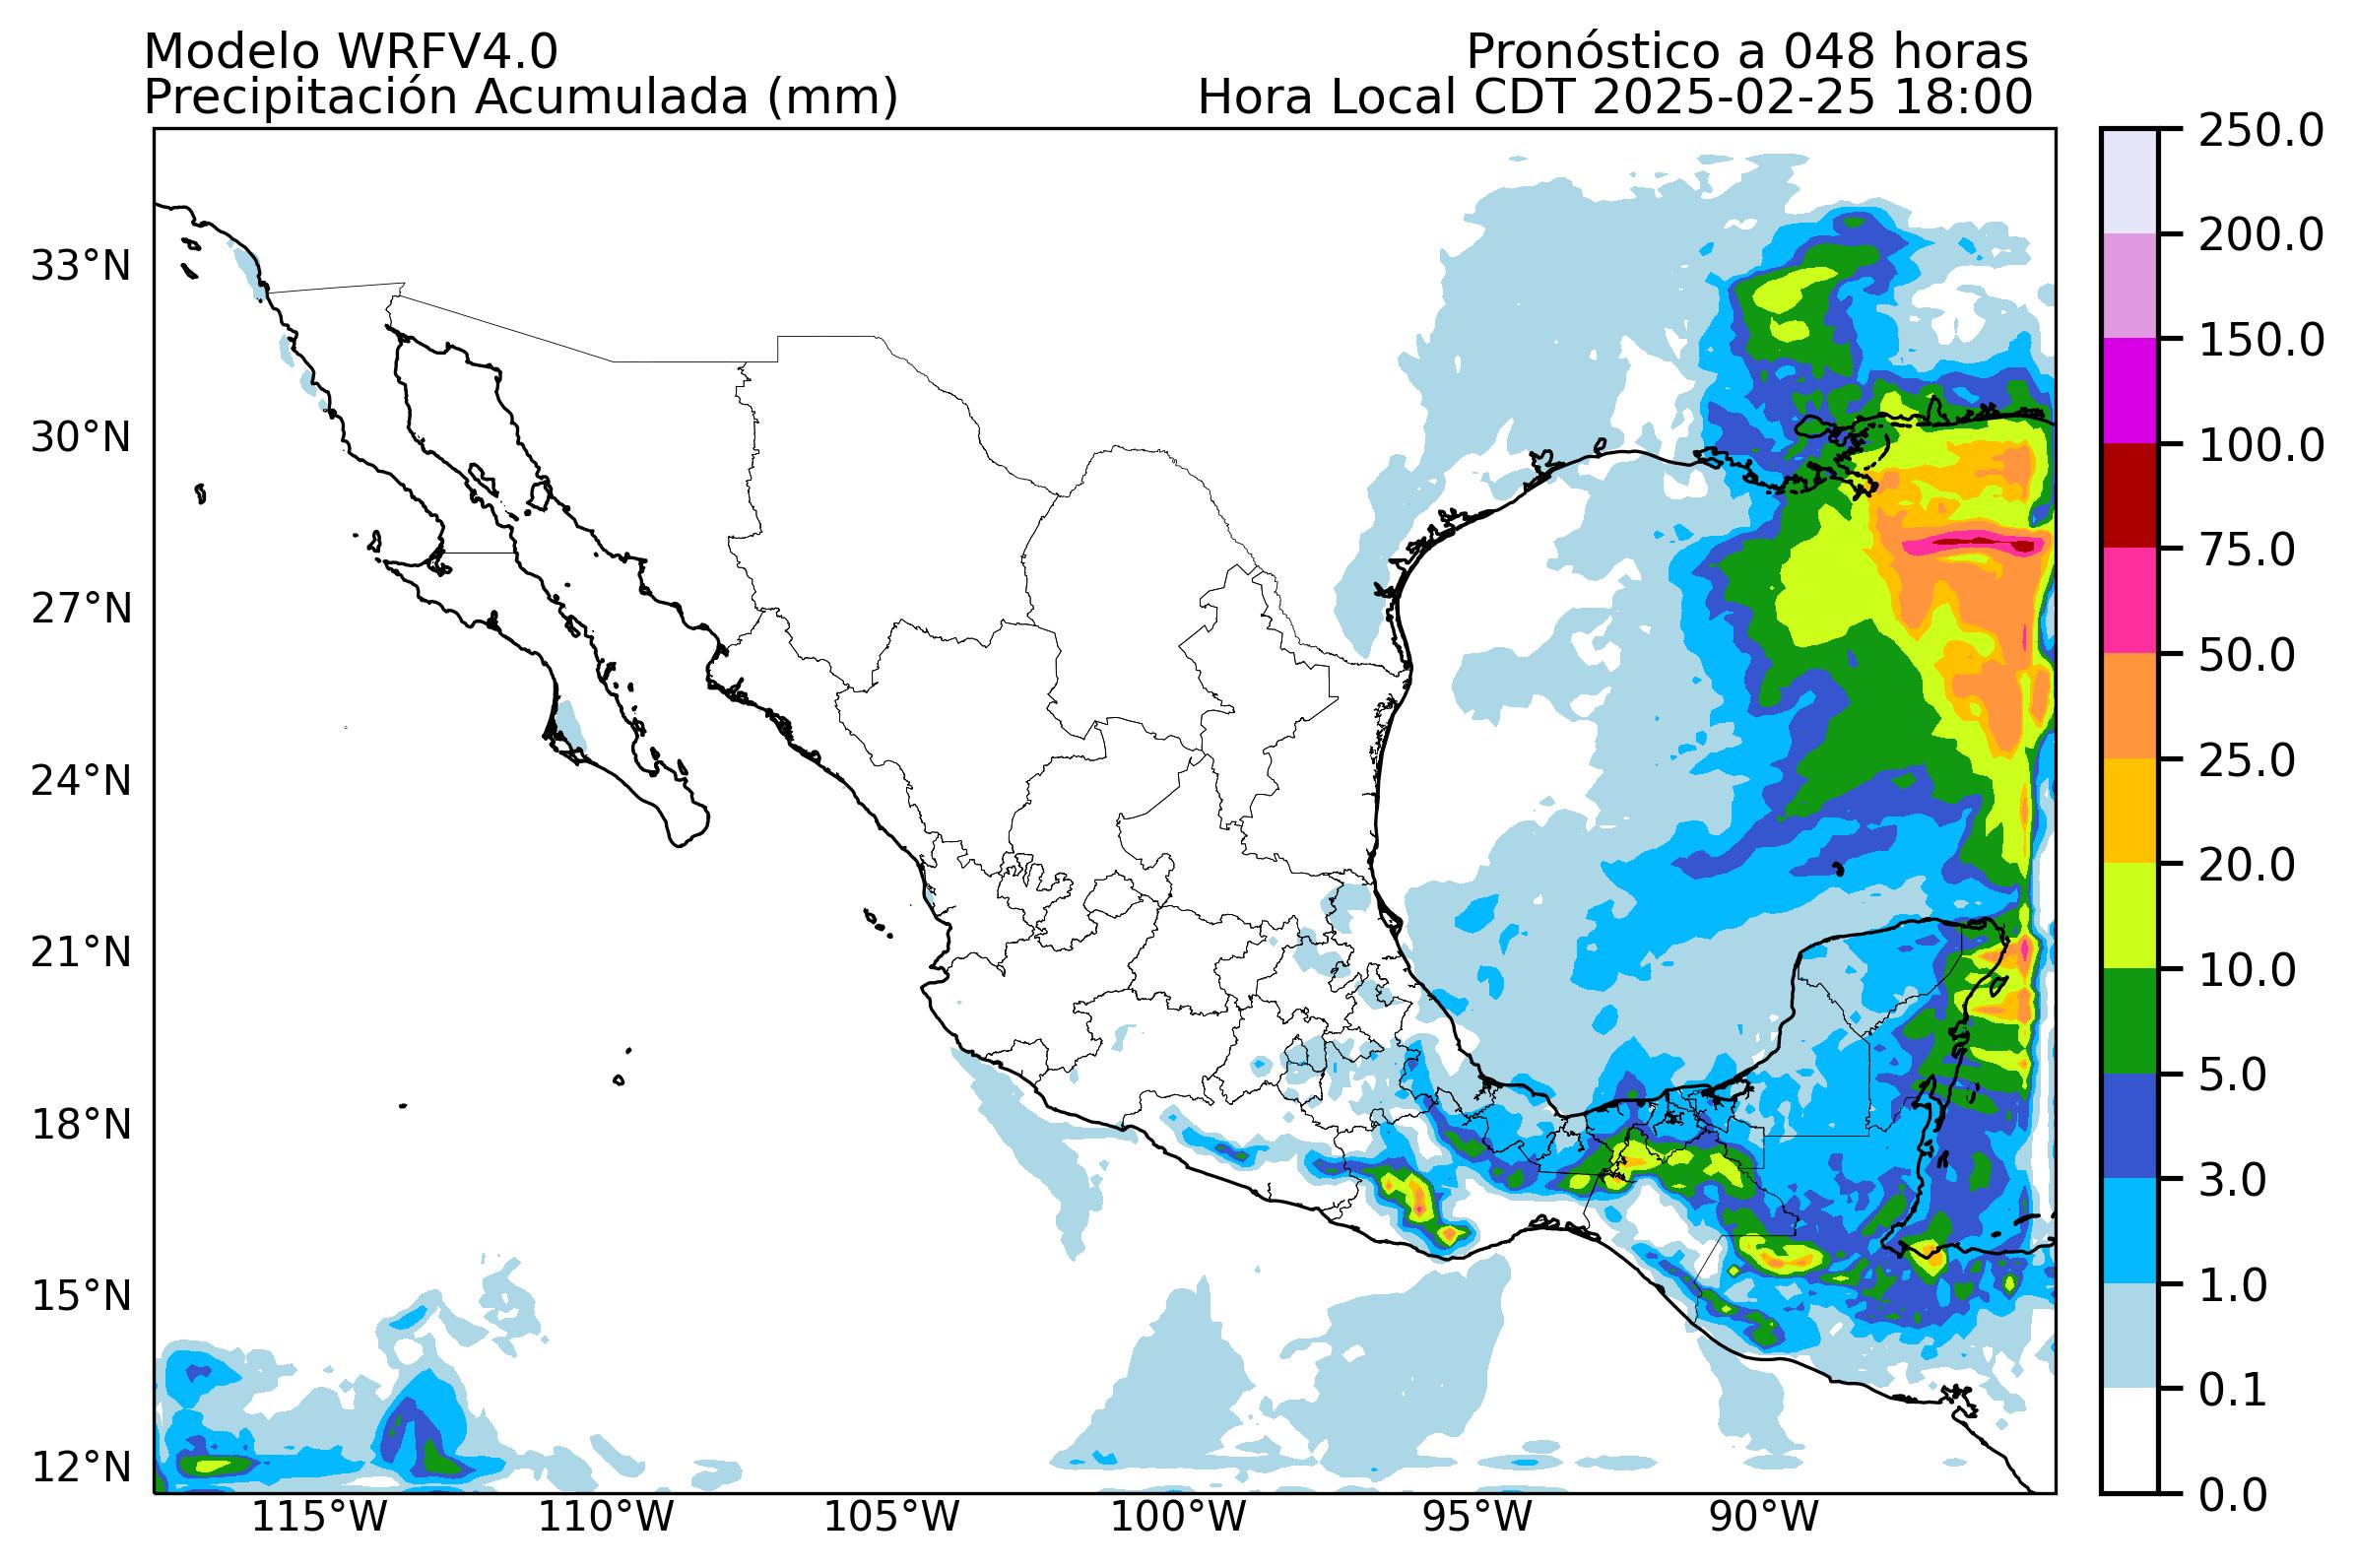 Modelo WRFV4.0
Pronóstico a 048 horas
Precipitación Acumulada (mm)
Hora Local CDT 2025-02-25 18:00
33°N
30°N
27°N
24°N
21°N
18°N
15°N
12°N
115°W
110°W
105°W
100°W
95°W
90°W
250.0
200.0
150.0
100.0
75.0
50.0
25.0
20.0
10.0
5.0
3.0
1.0
0.1
0.0